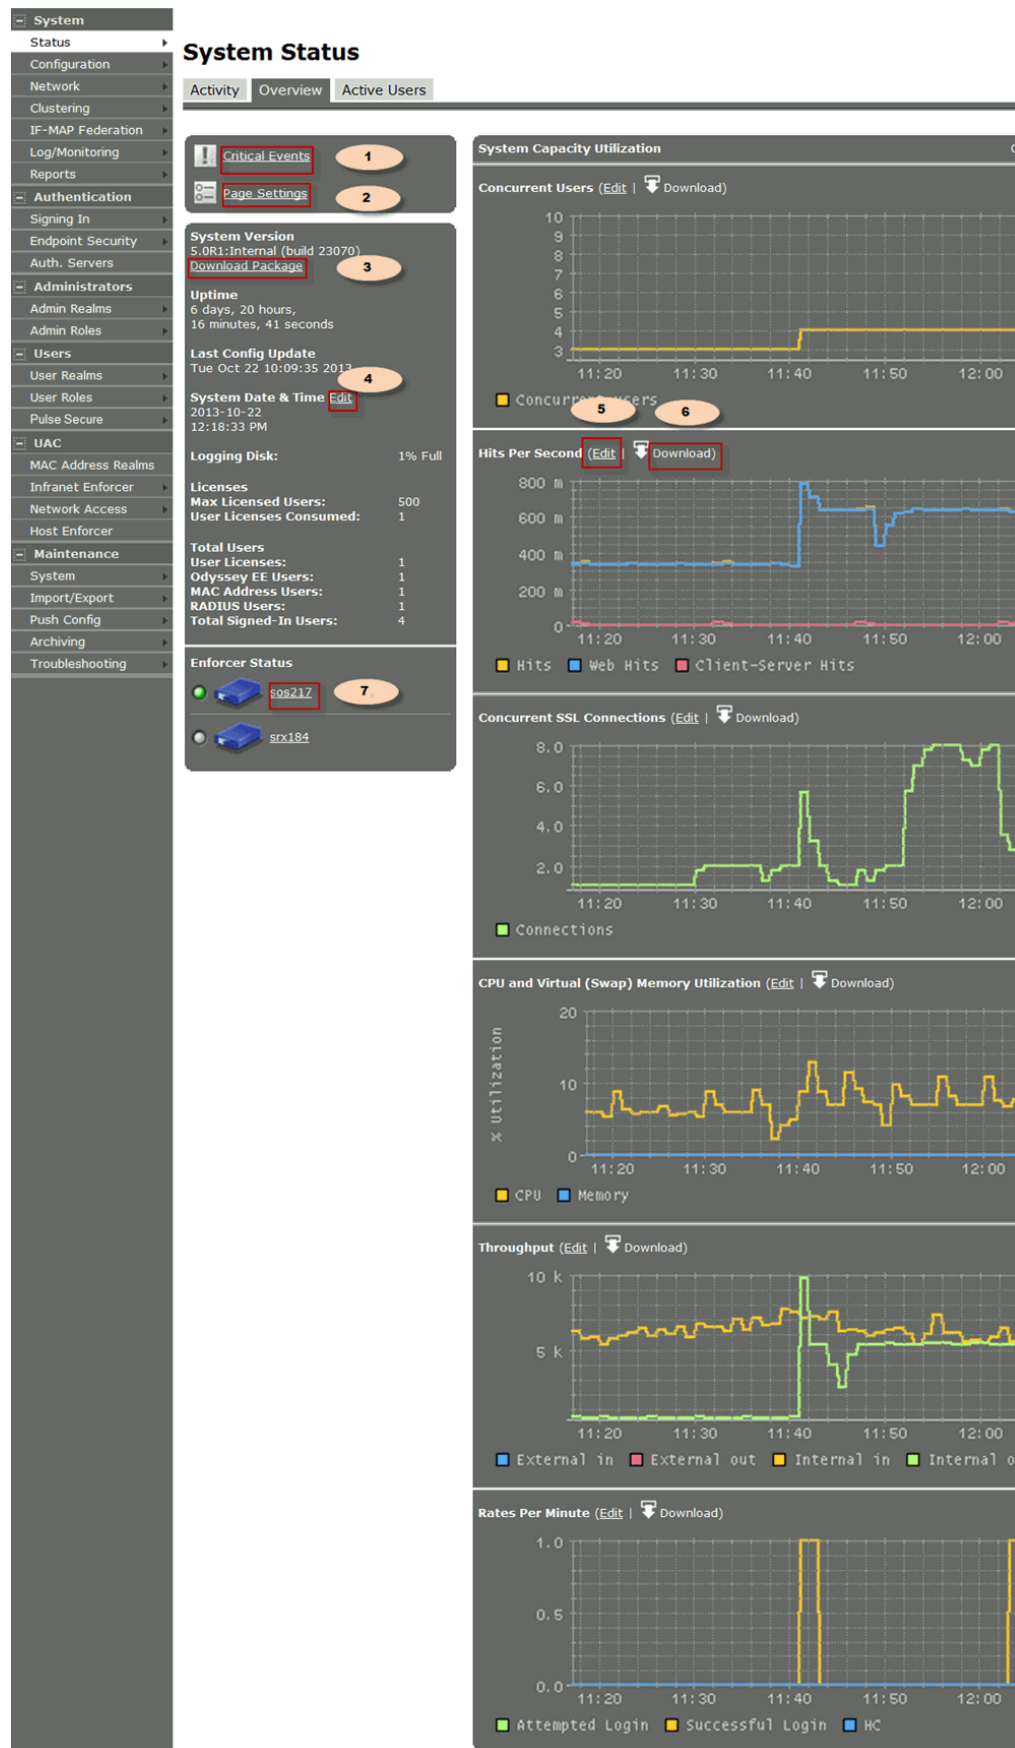 System
Status
Configuration
Network
Clustering
IF-MAP Federation
Log/Monitoring
Reports
Authentication
Signing In
Endpoint Security
Auth. Servers
Administrators
Admin Realms
Admin Roles
Users
User Realms
User Roles
Pulse Secure
UAC
MAC Address Realms
Infranet Enforcer
Network Access
Host Enforcer
Maintenance
System
Import/Export
Push Config
Archiving
Troubleshooting
System Status
Activity Overview Active Users
Critical Events 1
Page Settings 2
System Version
5.0R1:Internal (build 23070)
Download Package 3
Uptime
6 days, 20 hours,
16 minutes, 41 seconds
Last Config Update
Tue Oct 22 10:09:35 2013
4
System Date & Time Edit
2013-10-22
12:18:33 PM
Logging Disk: 1% Full
Licenses
Max Licensed Users: 500
User Licenses Consumed: 1
Total Users
User Licenses: 1
Odyssey EE Users: 1
MAC Address Users: 1
RADIUS Users: 1
Total Signed-In Users: 4
Enforcer Status
sos217 7
srx184
System Capacity Utilization
Concurrent Users (Edit | Download)
10
9
8
7
6
5
4
3
11:20 11:30 11:40 11:50 12:00
Concurrent users
5 6
Hits Per Second (Edit | Download)
800 m
600 m
400 m
200 m
0
11:20 11:30 11:40 11:50 12:00
Hits Web Hits Client-Server Hits
Concurrent SSL Connections (Edit | Download)
8.0
6.0
4.0
2.0
11:20 11:30 11:40 11:50 12:00
Connections
CPU and Virtual (Swap) Memory Utilization (Edit | Download)
% Utilization
20
10
0
11:20 11:30 11:40 11:50 12:00
CPU Memory
Throughput (Edit | Download)
10 k
5 k
11:20 11:30 11:40 11:50 12:00
External in External out Internal in Internal o
Rates Per Minute (Edit | Download)
1.0
0.5
0.0
11:20 11:30 11:40 11:50 12:00
Attempted Login Successful Login HC